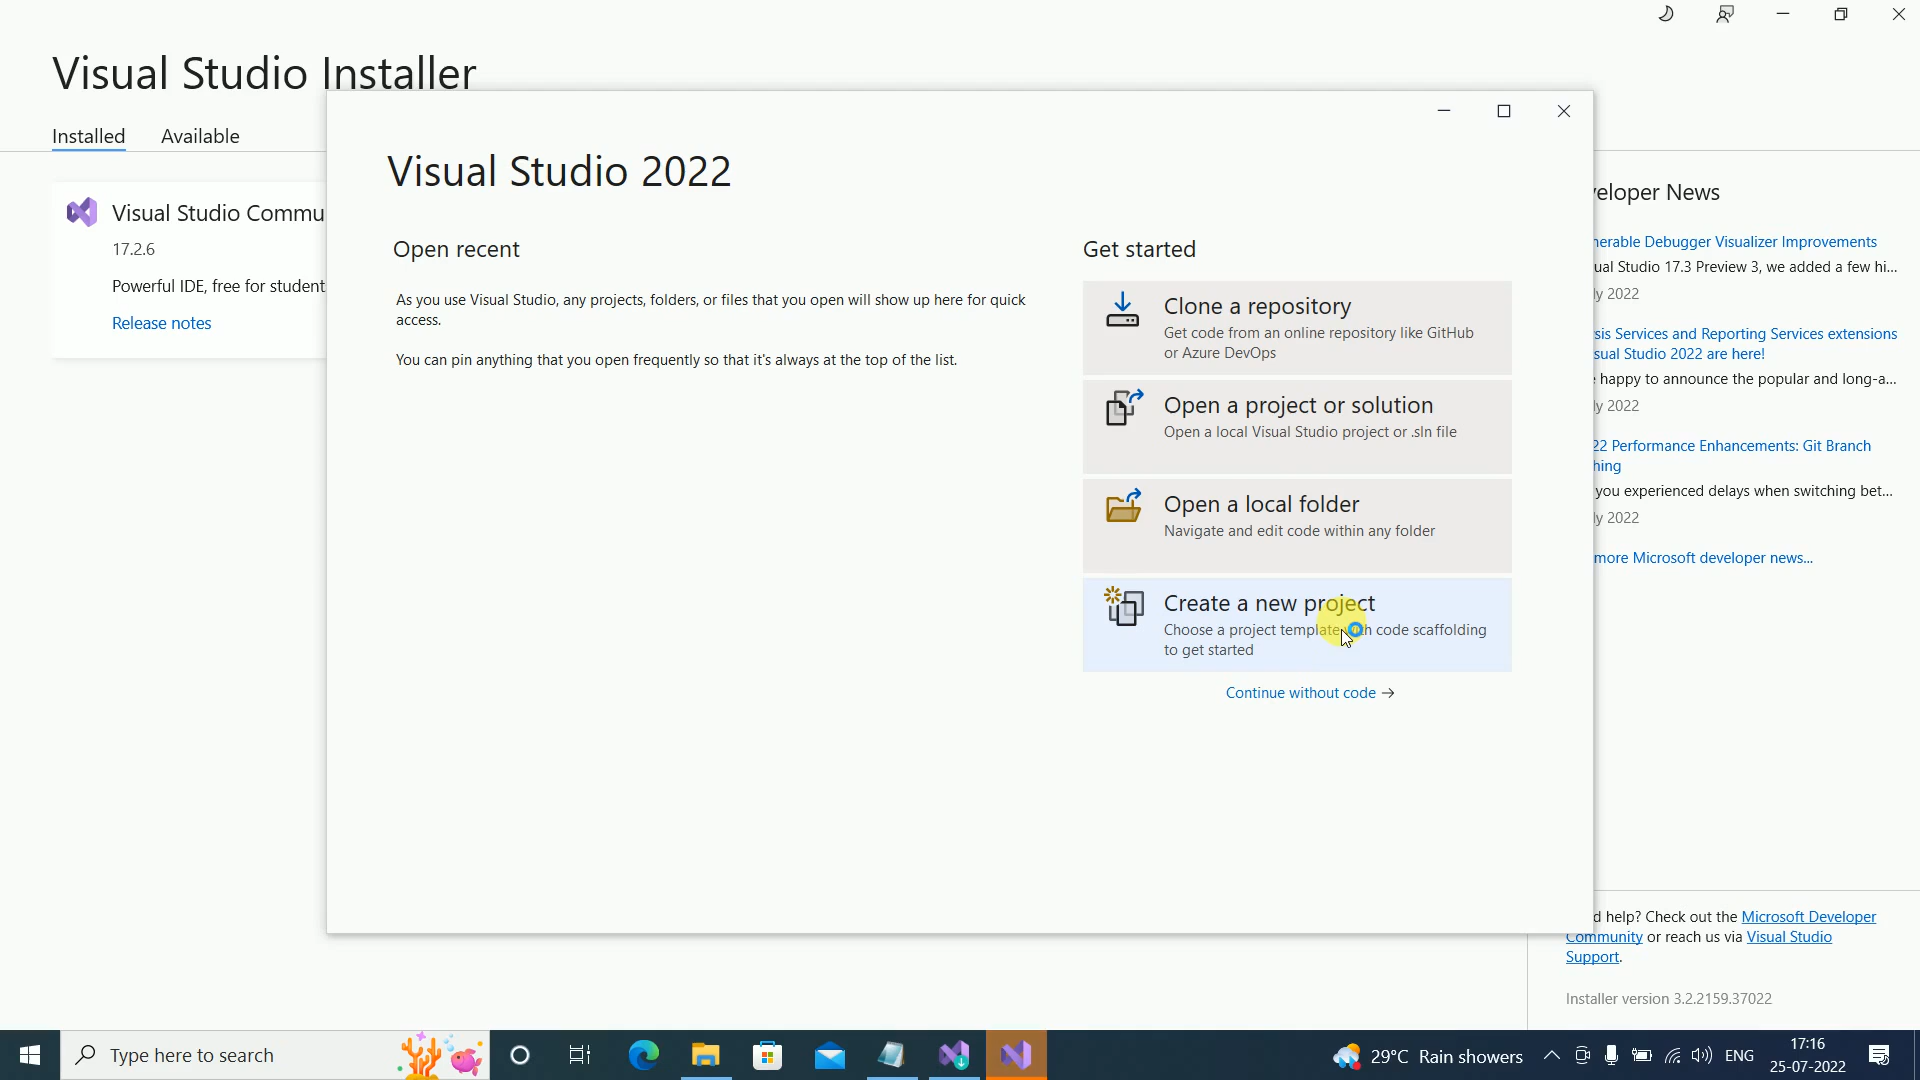 Visual Studio Installer
Installed
Available
Visual Studio Commu
17.2.6
Powerful IDE, free for student
Release notes
Visual Studio 2022
Open recent
As you use Visual Studio, any projects, folders, or files that you open will show up here for quick
access.
You can pin anything that you open frequently so that it's always at the top of the list.
Get started
Clone a repository
Get code from an online repository like GitHub
or Azure DevOps
Open a project or solution
Open a local Visual Studio project or .sln file
Open a local folder
Navigate and edit code within any folder
Create a new project
Choose a project template with code scaffolding
to get started
Continue without code →
eloper News
nerable Debugger Visualizer Improvements
ual Studio 17.3 Preview 3, we added a few hi...
ly 2022
sis Services and Reporting Services extensions
sual Studio 2022 are here!
happy to announce the popular and long-a...
ly 2022
22 Performance Enhancements: Git Branch
hing
you experienced delays when switching bet...
ly 2022
more Microsoft developer news...
d help? Check out the Microsoft Developer
Community or reach us via Visual Studio
Support.
Installer version 3.2.2159.37022
Type here to search
29°C Rain showers
ENG
17:16
25-07-2022